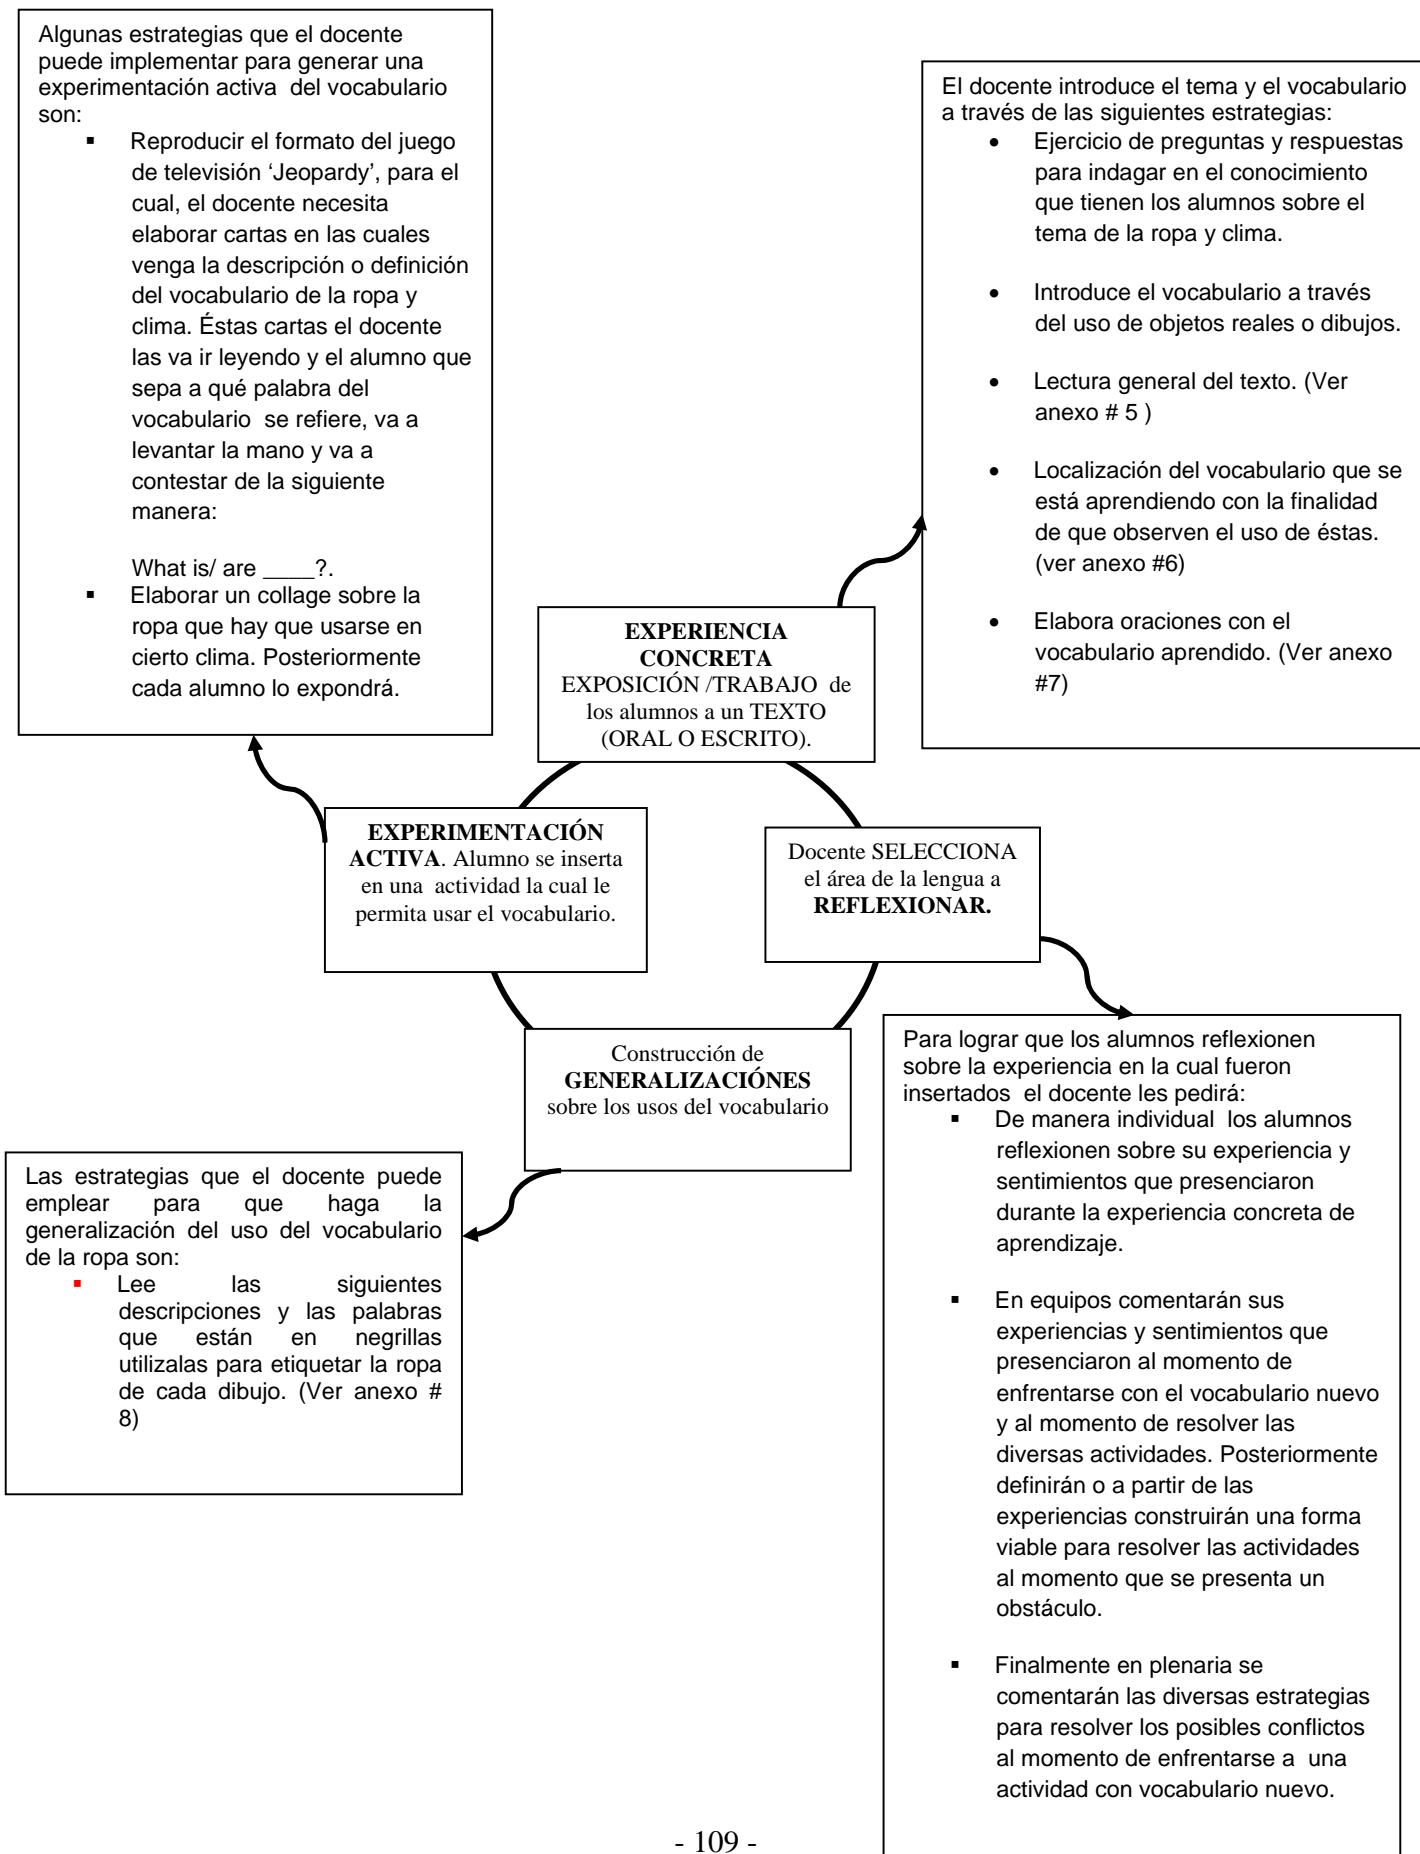 Algunas estrategias que el docente
puede implementar para generar una
experimentación activa  del vocabulario
son:
▪ Reproducir el formato del juego
de televisión ‘Jeopardy’, para el
cual, el docente necesita
elaborar cartas en las cuales
venga la descripción o definición
del vocabulario de la ropa y
clima. Éstas cartas el docente
las va ir leyendo y el alumno que
sepa a qué palabra del
vocabulario  se refiere, va a
levantar la mano y va a
contestar de la siguiente
manera:
What is/ are ____?.
▪ Elaborar un collage sobre la
ropa que hay que usarse en
cierto clima. Posteriormente
cada alumno lo expondrá.
El docente introduce el tema y el vocabulario
a través de las siguientes estrategias:
• Ejercicio de preguntas y respuestas
para indagar en el conocimiento
que tienen los alumnos sobre el
tema de la ropa y clima.
• Introduce el vocabulario a través
del uso de objetos reales o dibujos.
• Lectura general del texto. (Ver
anexo # 5 )
• Localización del vocabulario que se
está aprendiendo con la finalidad
de que observen el uso de éstas.
(ver anexo #6)
• Elabora oraciones con el
vocabulario aprendido. (Ver anexo
#7)
EXPERIENCIA
CONCRETA
EXPOSICIÓN /TRABAJO  de
los alumnos a un TEXTO
(ORAL O ESCRITO).
EXPERIMENTACIÓN
ACTIVA. Alumno se inserta
en una  actividad la cual le
permita usar el vocabulario.
Docente SELECCIONA
el área de la lengua a
REFLEXIONAR.
Construcción de
GENERALIZACIÓNES
sobre los usos del vocabulario
Las estrategias que el docente puede
emplear para que haga la
generalización del uso del vocabulario
de la ropa son:
▪ Lee las siguientes
descripciones y las palabras
que están en negrillas
utilizalas para etiquetar la ropa
de cada dibujo. (Ver anexo #
8)
Para lograr que los alumnos reflexionen
sobre la experiencia en la cual fueron
insertados  el docente les pedirá:
▪ De manera individual  los alumnos
reflexionen sobre su experiencia y
sentimientos que presenciaron
durante la experiencia concreta de
aprendizaje.
▪ En equipos comentarán sus
experiencias y sentimientos que
presenciaron al momento de
enfrentarse con el vocabulario nuevo
y al momento de resolver las
diversas actividades. Posteriormente
definirán o a partir de las
experiencias construirán una forma
viable para resolver las actividades
al momento que se presenta un
obstáculo.
▪ Finalmente en plenaria se
comentarán las diversas estrategias
para resolver los posibles conflictos
al momento de enfrentarse a  una
actividad con vocabulario nuevo.
- 109 -